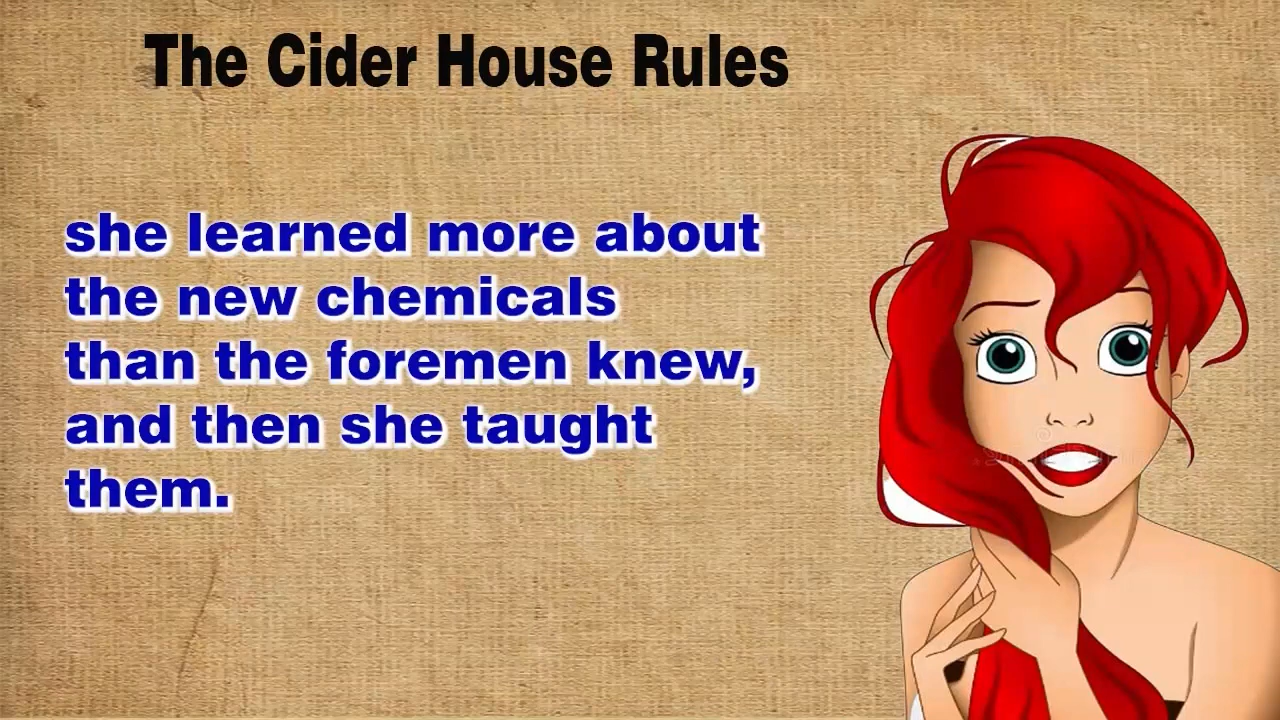 The Cider House Rules
she learned more about
the new chemicals
than the foremen knew,
and then she taught
them.